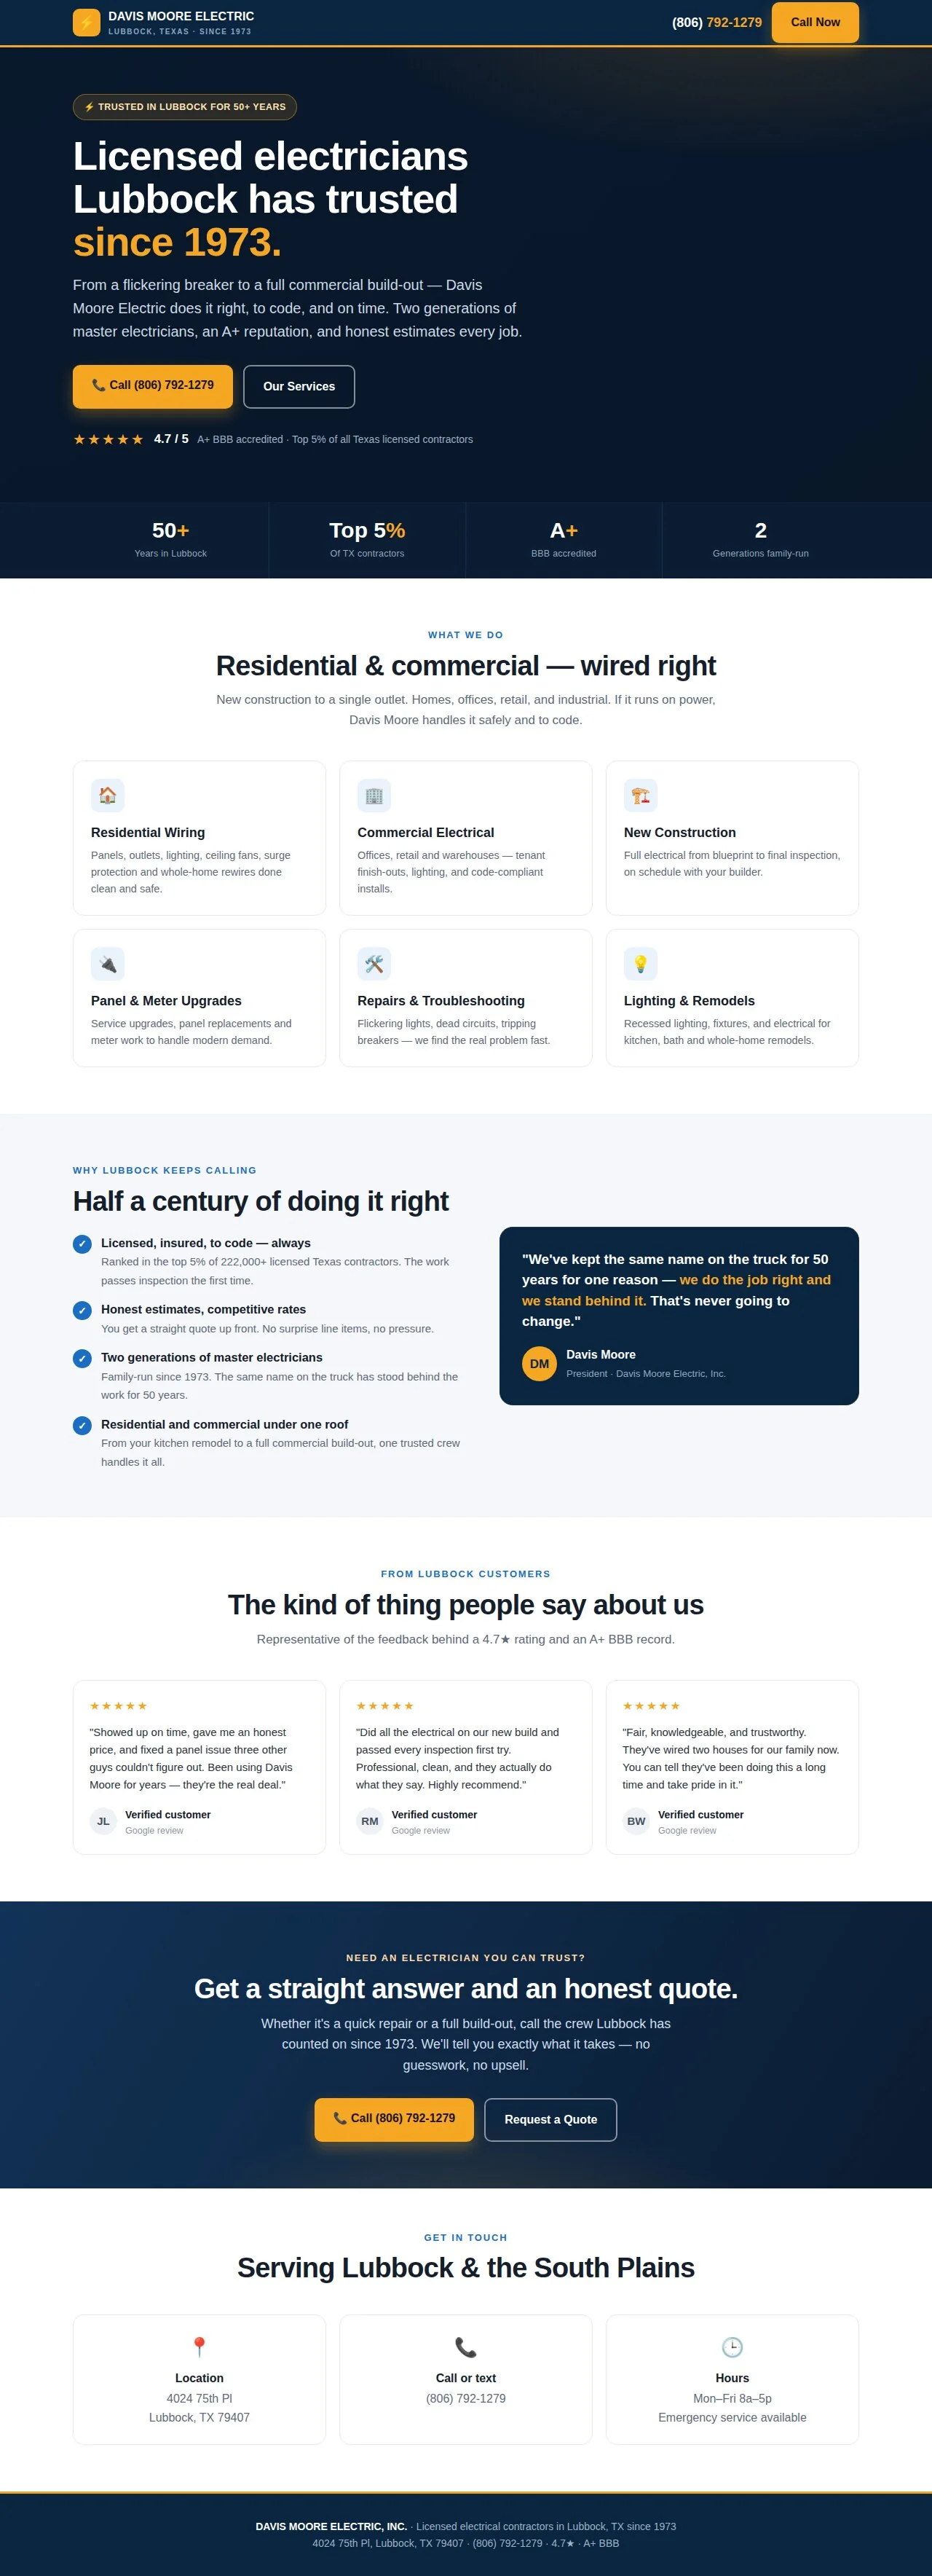 DAVIS MOORE ELECTRIC
LUBBOCK, TEXAS · SINCE 1973
(806) 792-1279
Call Now
⚡ TRUSTED IN LUBBOCK FOR 50+ YEARS
Licensed electricians
Lubbock has trusted
since 1973.
From a flickering breaker to a full commercial build-out — Davis
Moore Electric does it right, to code, and on time. Two generations of
master electricians, an A+ reputation, and honest estimates every job.
📞 Call (806) 792-1279
Our Services
★★★★★ 4.7 / 5 A+ BBB accredited · Top 5% of all Texas licensed contractors
50+
Years in Lubbock
Top 5%
Of TX contractors
A+
BBB accredited
2
Generations family-run
WHAT WE DO
Residential & commercial — wired right
New construction to a single outlet. Homes, offices, retail, and industrial. If it runs on power,
Davis Moore handles it safely and to code.
Residential Wiring
Panels, outlets, lighting, ceiling fans, surge
protection and whole-home rewires done
clean and safe.
Commercial Electrical
Offices, retail and warehouses — tenant
finish-outs, lighting, and code-compliant
installs.
New Construction
Full electrical from blueprint to final inspection,
on schedule with your builder.
Panel & Meter Upgrades
Service upgrades, panel replacements and
meter work to handle modern demand.
Repairs & Troubleshooting
Flickering lights, dead circuits, tripping
breakers — we find the real problem fast.
Lighting & Remodels
Recessed lighting, fixtures, and electrical for
kitchen, bath and whole-home remodels.
WHY LUBBOCK KEEPS CALLING
Half a century of doing it right
✓ Licensed, insured, to code — always
Ranked in the top 5% of 222,000+ licensed Texas contractors. The work
passes inspection the first time.
✓ Honest estimates, competitive rates
You get a straight quote up front. No surprise line items, no pressure.
✓ Two generations of master electricians
Family-run since 1973. The same name on the truck has stood behind the
work for 50 years.
✓ Residential and commercial under one roof
From your kitchen remodel to a full commercial build-out, one trusted crew
handles it all.
"We've kept the same name on the truck for 50
years for one reason — we do the job right and
we stand behind it. That's never going to
change."
DM
Davis Moore
President · Davis Moore Electric, Inc.
FROM LUBBOCK CUSTOMERS
The kind of thing people say about us
Representative of the feedback behind a 4.7★ rating and an A+ BBB record.
★★★★★
"Showed up on time, gave me an honest
price, and fixed a panel issue three other
guys couldn't figure out. Been using Davis
Moore for years — they're the real deal."
JL
Verified customer
Google review
★★★★★
"Did all the electrical on our new build and
passed every inspection first try.
Professional, clean, and they actually do
what they say. Highly recommend."
RM
Verified customer
Google review
★★★★★
"Fair, knowledgeable, and trustworthy.
They've wired two houses for our family now.
You can tell they've been doing this a long
time and take pride in it."
BW
Verified customer
Google review
NEED AN ELECTRICIAN YOU CAN TRUST?
Get a straight answer and an honest quote.
Whether it's a quick repair or a full build-out, call the crew Lubbock has
counted on since 1973. We'll tell you exactly what it takes — no
guesswork, no upsell.
📞 Call (806) 792-1279
Request a Quote
GET IN TOUCH
Serving Lubbock & the South Plains
Location
4024 75th Pl
Lubbock, TX 79407
Call or text
(806) 792-1279
Hours
Mon–Fri 8a–5p
Emergency service available
DAVIS MOORE ELECTRIC, INC. · Licensed electrical contractors in Lubbock, TX since 1973
4024 75th Pl, Lubbock, TX 79407 · (806) 792-1279 · 4.7★ · A+ BBB